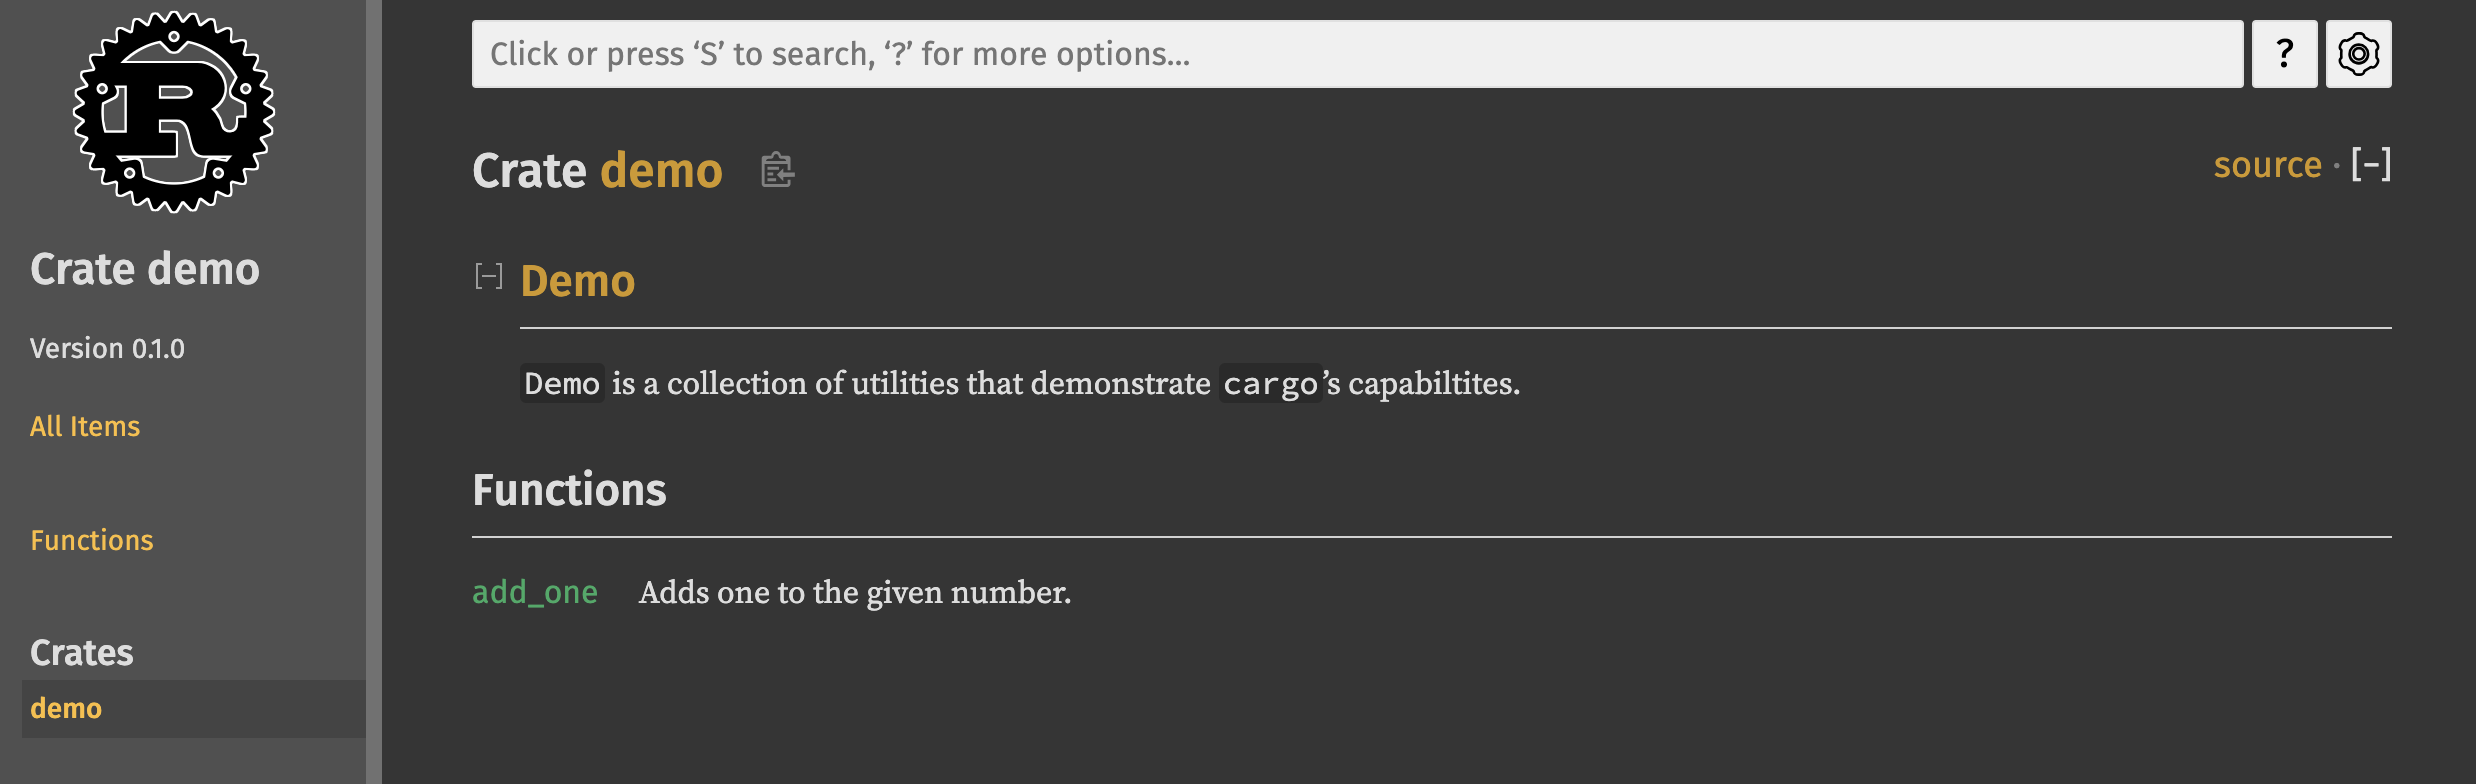 Crate demo
Version 0.1.0
All Items
Functions
Crates
demo
Click or press ‘S’ to search, ‘?’ for more options…
?
Crate demo
source · [−]
[−] Demo
Demo is a collection of utilities that demonstrate cargo’s capabiltites.
Functions
add_one Adds one to the given number.